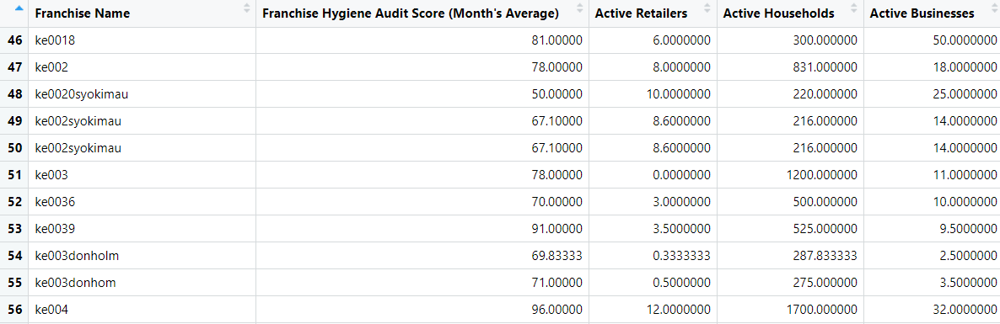 Franchise Name Franchise Hygiene Audit Score (Month's Average) Active Retailers Active Households Active Businesses
46 ke0018 81.00000 6.0000000 300.000000 50.0000000
47 ke002 78.00000 8.0000000 831.000000 18.0000000
48 ke0020syokimau 50.00000 10.0000000 220.000000 25.0000000
49 ke002syokimau 67.10000 8.6000000 216.000000 14.0000000
50 ke002syokimau 67.10000 8.6000000 216.000000 14.0000000
51 ke003 78.00000 0.0000000 1200.000000 11.0000000
52 ke0036 70.00000 3.0000000 500.000000 10.0000000
53 ke0039 91.00000 3.5000000 525.000000 9.5000000
54 ke003donholm 69.83333 0.3333333 287.833333 2.5000000
55 ke003donhom 71.00000 0.5000000 275.000000 3.5000000
56 ke004 96.00000 12.0000000 1700.000000 32.0000000